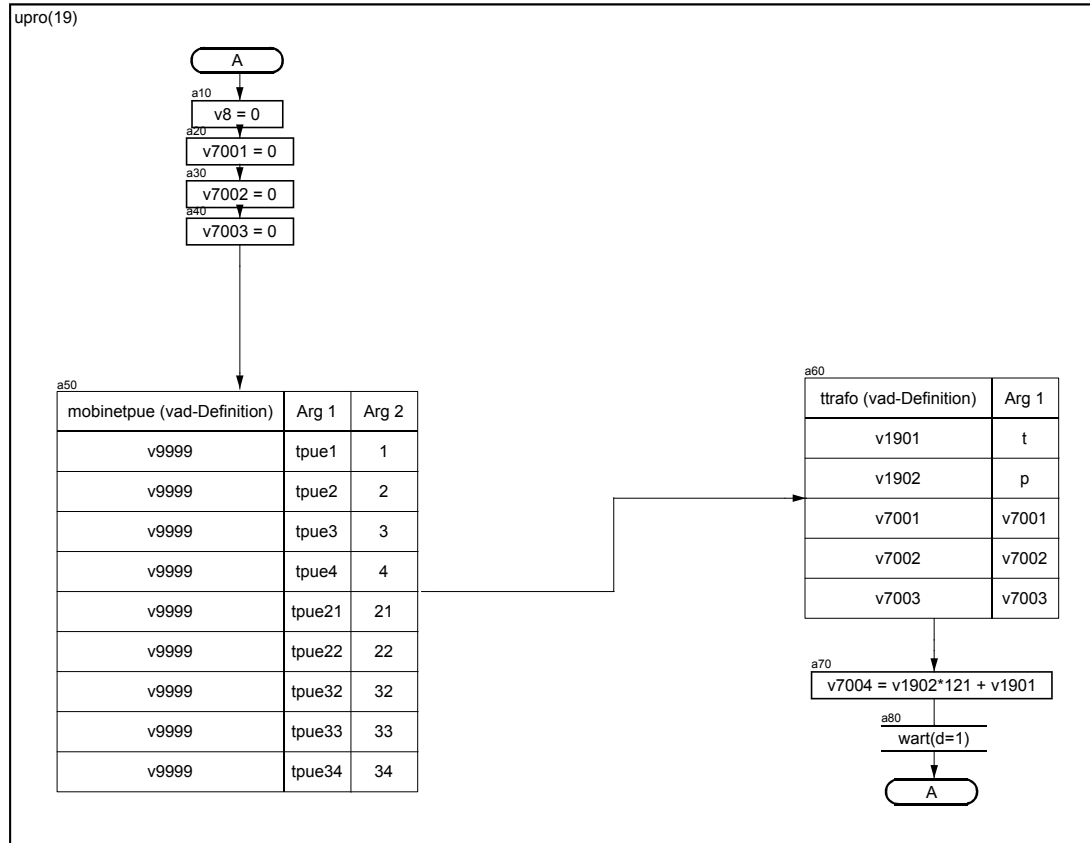 upro(19)
A
a10
v8 = 0
a20
v7001 = 0
a30
v7002 = 0
a40
v7003 = 0
a50
mobinetpue (vad-Definition) Arg 1 Arg 2
v9999 tpue1 1
v9999 tpue2 2
v9999 tpue3 3
v9999 tpue4 4
v9999 tpue21 21
v9999 tpue22 22
v9999 tpue32 32
v9999 tpue33 33
v9999 tpue34 34
a60
ttrafo (vad-Definition) Arg 1
v1901 t
v1902 p
v7001 v7001
v7002 v7002
v7003 v7003
a70
v7004 = v1902*121 + v1901
a80
wart(d=1)
A